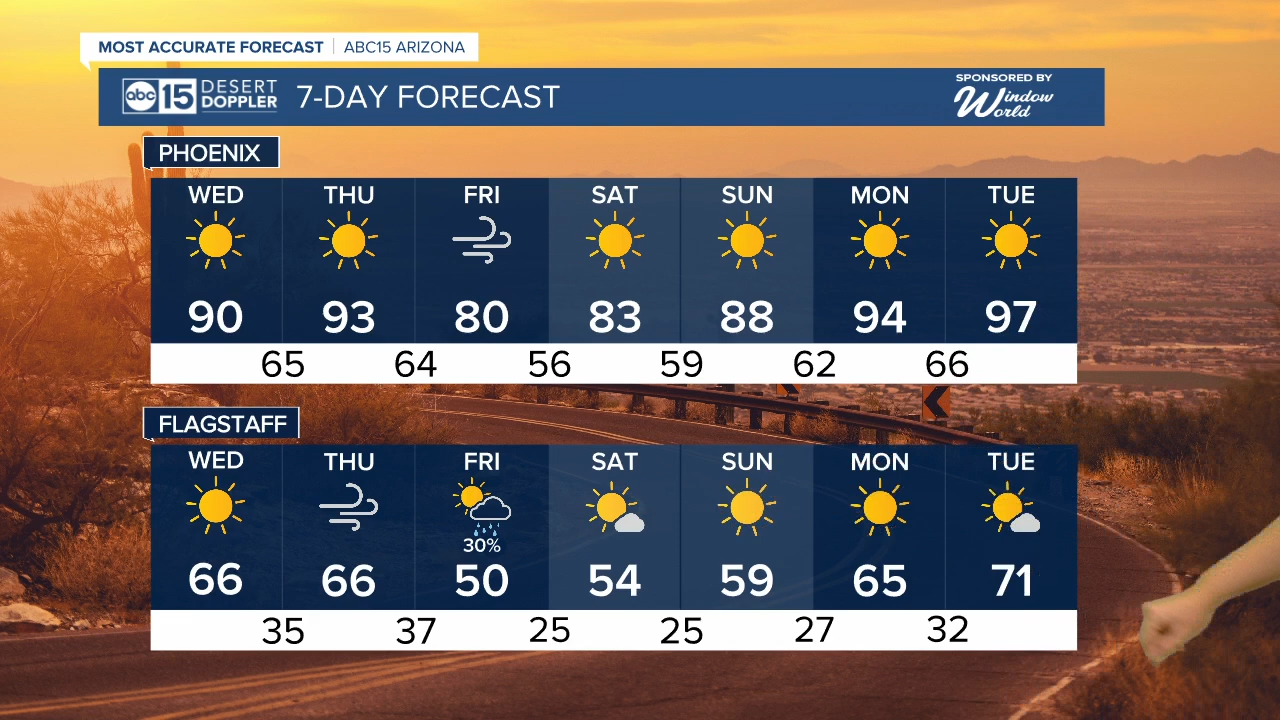 MOST ACCURATE FORECAST | ABC15 ARIZONA
abc 15 DESERT DOPPLER 7-DAY FORECAST
SPONSORED BY
Window World
PHOENIX
WED THU FRI SAT SUN MON TUE
90 93 80 83 88 94 97
65 64 56 59 62 66
FLAGSTAFF
WED THU FRI SAT SUN MON TUE
30%
66 66 50 54 59 65 71
35 37 25 25 27 32